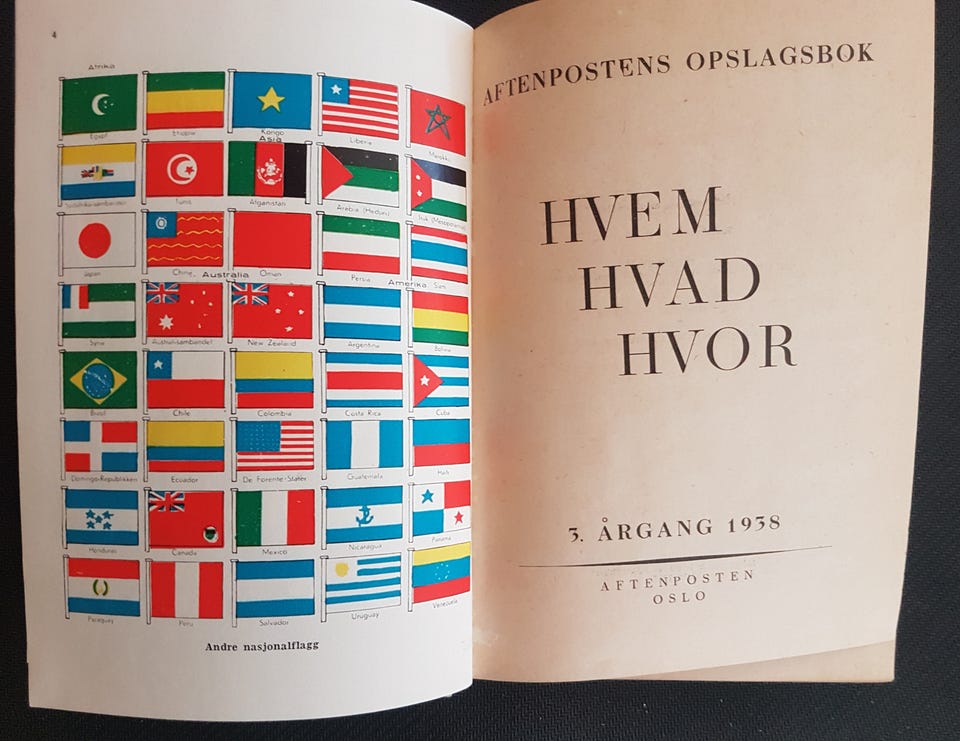 4
Afrika
Egypt Etiopia Kongo Liberia Marokko
Asia
Sydafrika-sambandet Tunis Afganistan Arabia (Hedjas) Irak (Mesopotamia)
Japan China Oman Persia Siam
Australia Amerika
Syria Austral-sambandet New Zealand Argentina Bolivia
Brasil Chile Colombia Costa Rica Cuba
Domingo-Republikken Ecuador De Forente-Stater Guatemala Haiti
Honduras Canada Mexico Nicaragua Panama
Paraguay Peru Salvador Uruguay Venezuela
Andre nasjonalflagg
AFTENPOSTENS OPSLAGSBOK
HVEM
HVAD
HVOR
3. ÅRGANG 1938
AFTENPOSTEN
OSLO